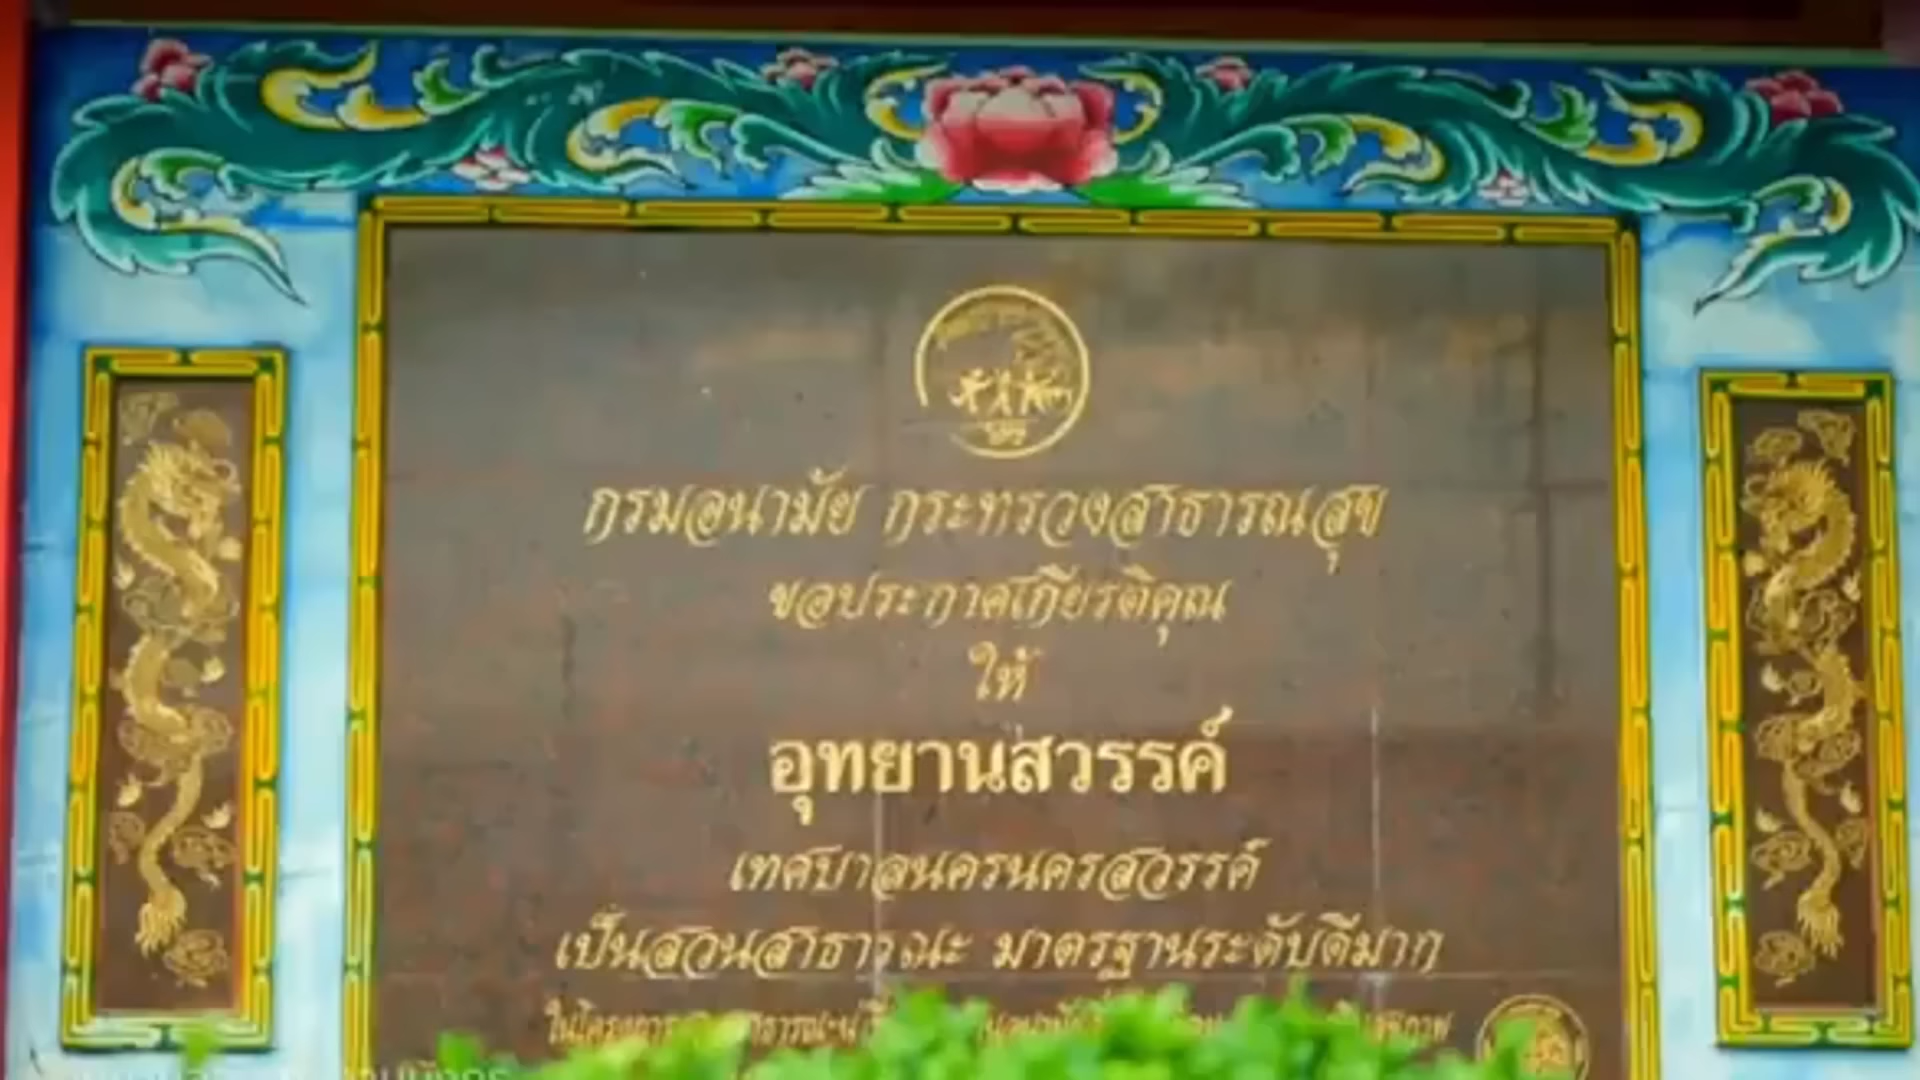 กรมอนามัย กระทรวงสาธารณสุข
ขอประกาศเกียรติคุณ
ให้
อุทยานสวรรค์
เทศบาลนครนครสวรรค์
เป็นสวนสาธารณะ มาตรฐานระดับดีมาก